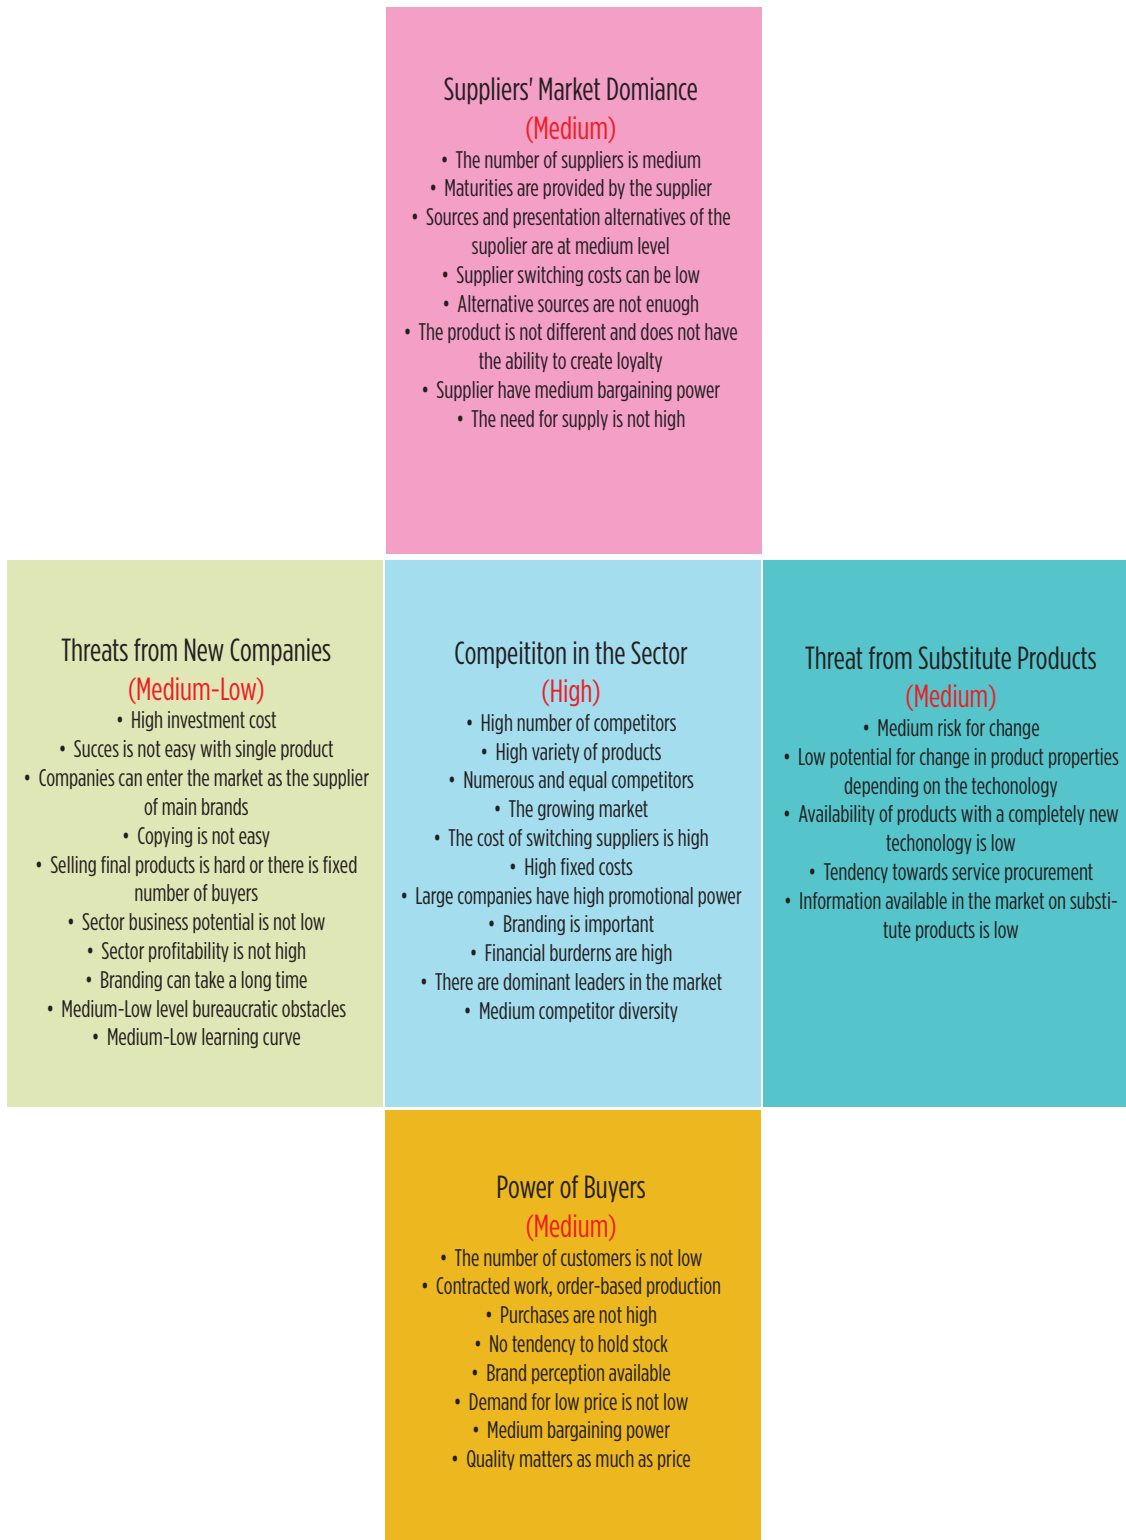 Suppliers' Market Domiance
(Medium)
• The number of suppliers is medium
• Maturities are provided by the supplier
• Sources and presentation alternatives of the
supolier are at medium level
• Supplier switching costs can be low
• Alternative sources are not enuogh
• The product is not different and does not have
the ability to create loyalty
• Supplier have medium bargaining power
• The need for supply is not high
Threats from New Companies
(Medium-Low)
• High investment cost
• Succes is not easy with single product
• Companies can enter the market as the supplier
of main brands
• Copying is not easy
• Selling final products is hard or there is fixed
number of buyers
• Sector business potential is not low
• Sector profitability is not high
• Branding can take a long time
• Medium-Low level bureaucratic obstacles
• Medium-Low learning curve
Compeititon in the Sector
(High)
• High number of competitors
• High variety of products
• Numerous and equal competitors
• The growing market
• The cost of switching suppliers is high
• High fixed costs
• Large companies have high promotional power
• Branding is important
• Financial burderns are high
• There are dominant leaders in the market
• Medium competitor diversity
Threat from Substitute Products
(Medium)
• Medium risk for change
• Low potential for change in product properties
depending on the techonology
• Availability of products with a completely new
techonology is low
• Tendency towards service procurement
• Information available in the market on substi-
tute products is low
Power of Buyers
(Medium)
• The number of customers is not low
• Contracted work, order-based production
• Purchases are not high
• No tendency to hold stock
• Brand perception available
• Demand for low price is not low
• Medium bargaining power
• Quality matters as much as price